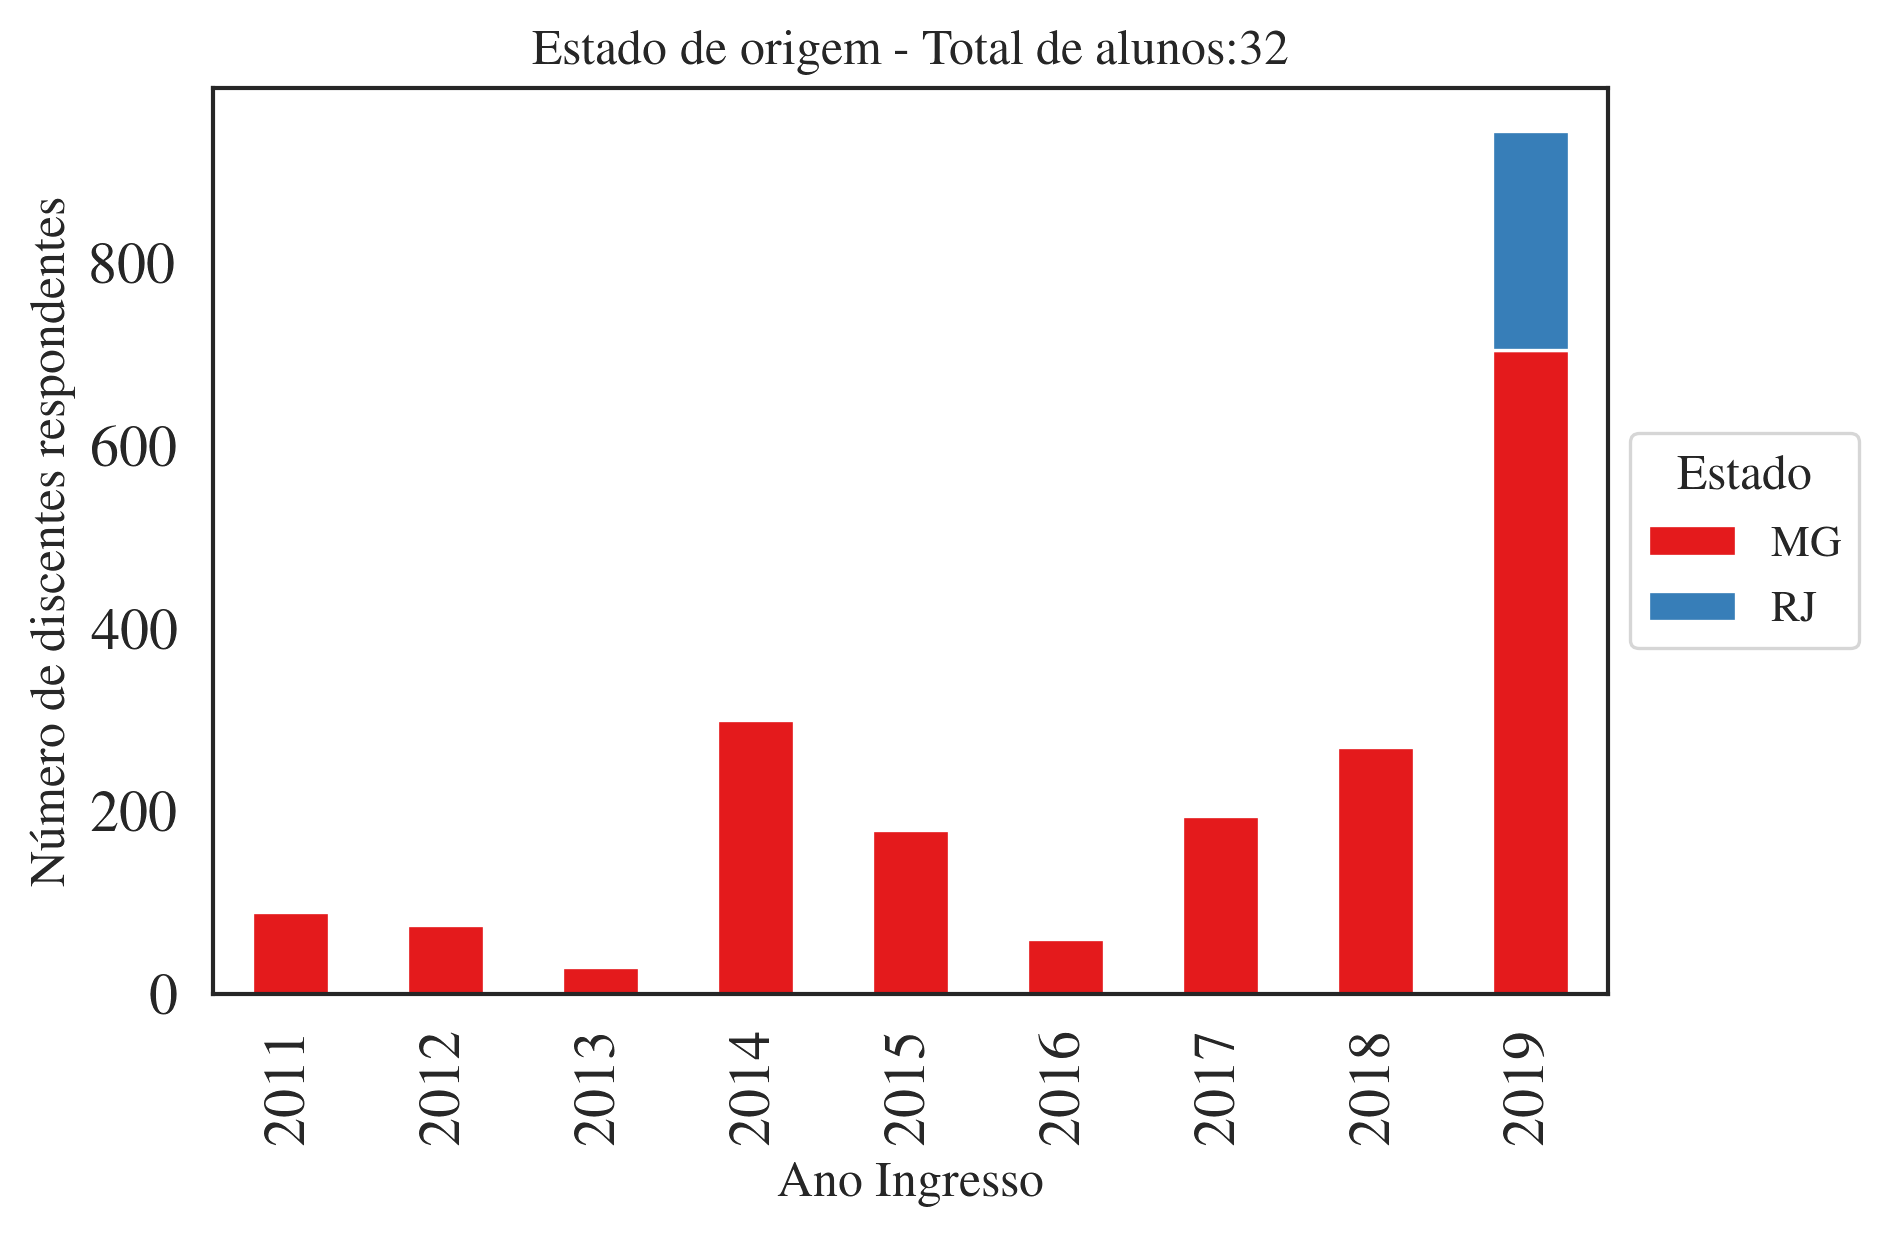 Estado de origem - Total de alunos:32
Número de discentes respondentes
800
600
400
200
0
2011
2012
2013
2014
2015
2016
2017
2018
2019
Ano Ingresso
Estado
MG
RJ